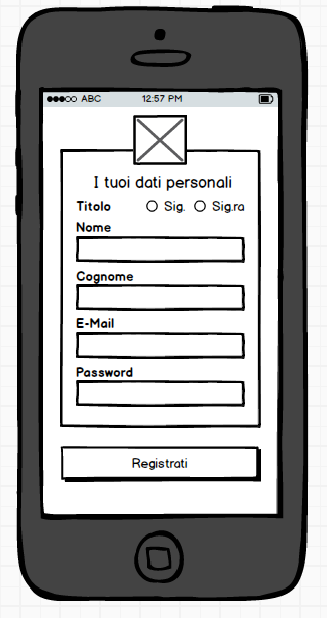 ABC 12:57 PM
I tuoi dati personali
Titolo Sig. Sig.ra
Nome
Cognome
E-Mail
Password
Registrati